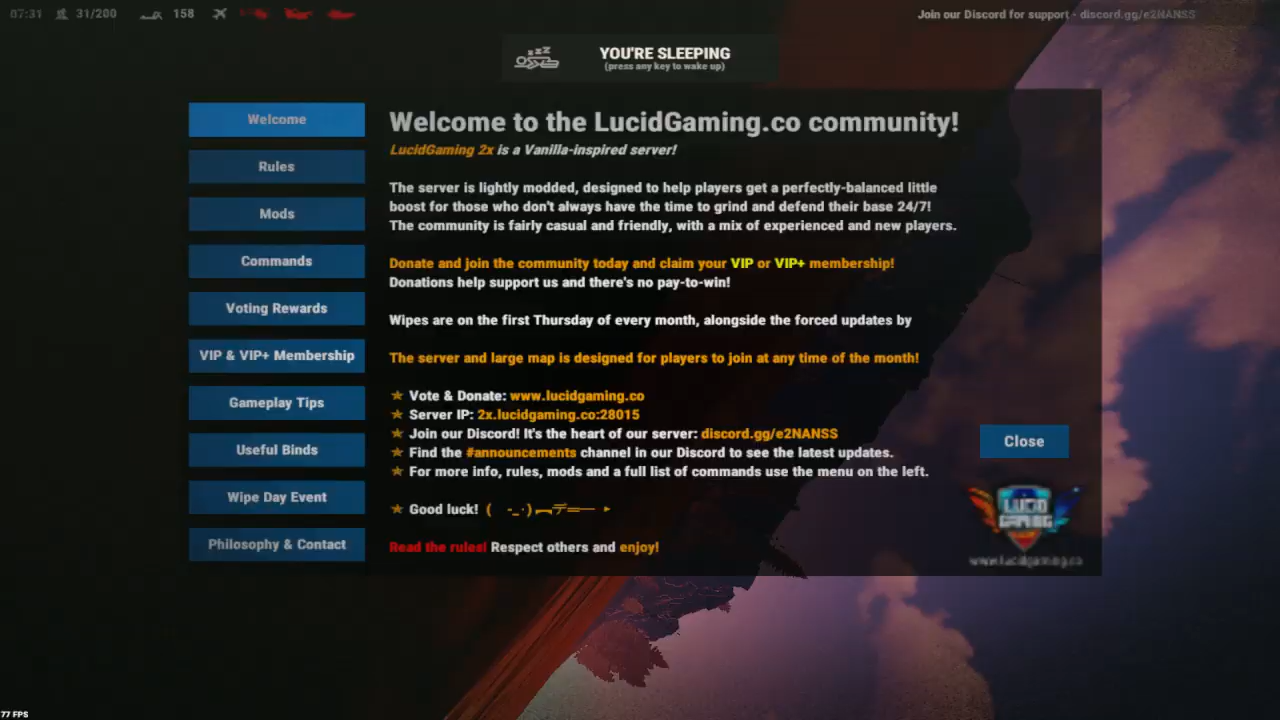 07:31 31/200 158
Join our Discord for support - discord.gg/e2NANSS
YOU'RE SLEEPING
(press any key to wake up)
Welcome
Rules
Mods
Commands
Voting Rewards
VIP & VIP+ Membership
Gameplay Tips
Useful Binds
Wipe Day Event
Philosophy & Contact
Welcome to the LucidGaming.co community!
LucidGaming 2x is a Vanilla-inspired server!
The server is lightly modded, designed to help players get a perfectly-balanced little
boost for those who don't always have the time to grind and defend their base 24/7!
The community is fairly casual and friendly, with a mix of experienced and new players.
Donate and join the community today and claim your VIP or VIP+ membership!
Donations help support us and there's no pay-to-win!
Wipes are on the first Thursday of every month, alongside the forced updates by
The server and large map is designed for players to join at any time of the month!
★ Vote & Donate: www.lucidgaming.co
★ Server IP: 2x.lucidgaming.co:28015
★ Join our Discord! It's the heart of our server: discord.gg/e2NANSS
★ Find the #announcements channel in our Discord to see the latest updates.
★ For more info, rules, mods and a full list of commands use the menu on the left.
★ Good luck! ( -_･)︻デ═一 ▸
Read the rules! Respect others and enjoy!
Close
LUCID
GAMING
www.lucidgaming.co
77 FPS